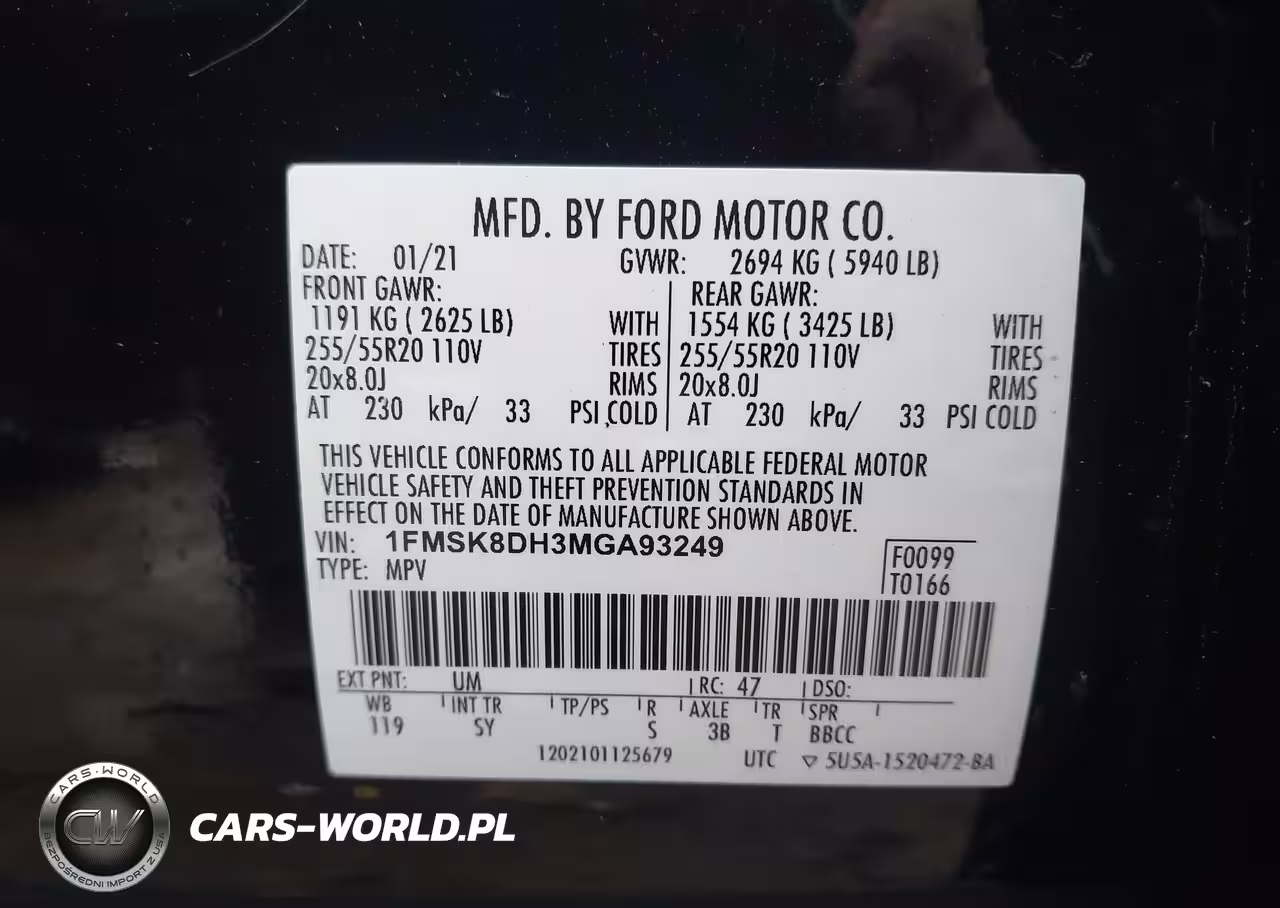 MFD. BY FORD MOTOR CO.
DATE: 01/21 GVWR: 2694 KG ( 5940 LB)
FRONT GAWR: REAR GAWR:
1191 KG ( 2625 LB) WITH 1554 KG ( 3425 LB) WITH
255/55R20 110V TIRES 255/55R20 110V TIRES
20x8.0J RIMS 20x8.0J RIMS
AT 230 kPa/ 33 PSI COLD AT 230 kPa/ 33 PSI COLD
THIS VEHICLE CONFORMS TO ALL APPLICABLE FEDERAL MOTOR
VEHICLE SAFETY AND THEFT PREVENTION STANDARDS IN
EFFECT ON THE DATE OF MANUFACTURE SHOWN ABOVE.
VIN: 1FMSK8DH3MGA93249
TYPE: MPV
F0099
T0166
EXT PNT: UM RC: 47 DSO:
WB INT TR TP/PS R AXLE TR SPR
119 SY S 3B T BBCC
1202101125679 UTC ▽ 5U5A-1520472-BA
CARS-WORLD
CW
BEZPOŚREDNI IMPORT Z USA
CARS-WORLD.PL